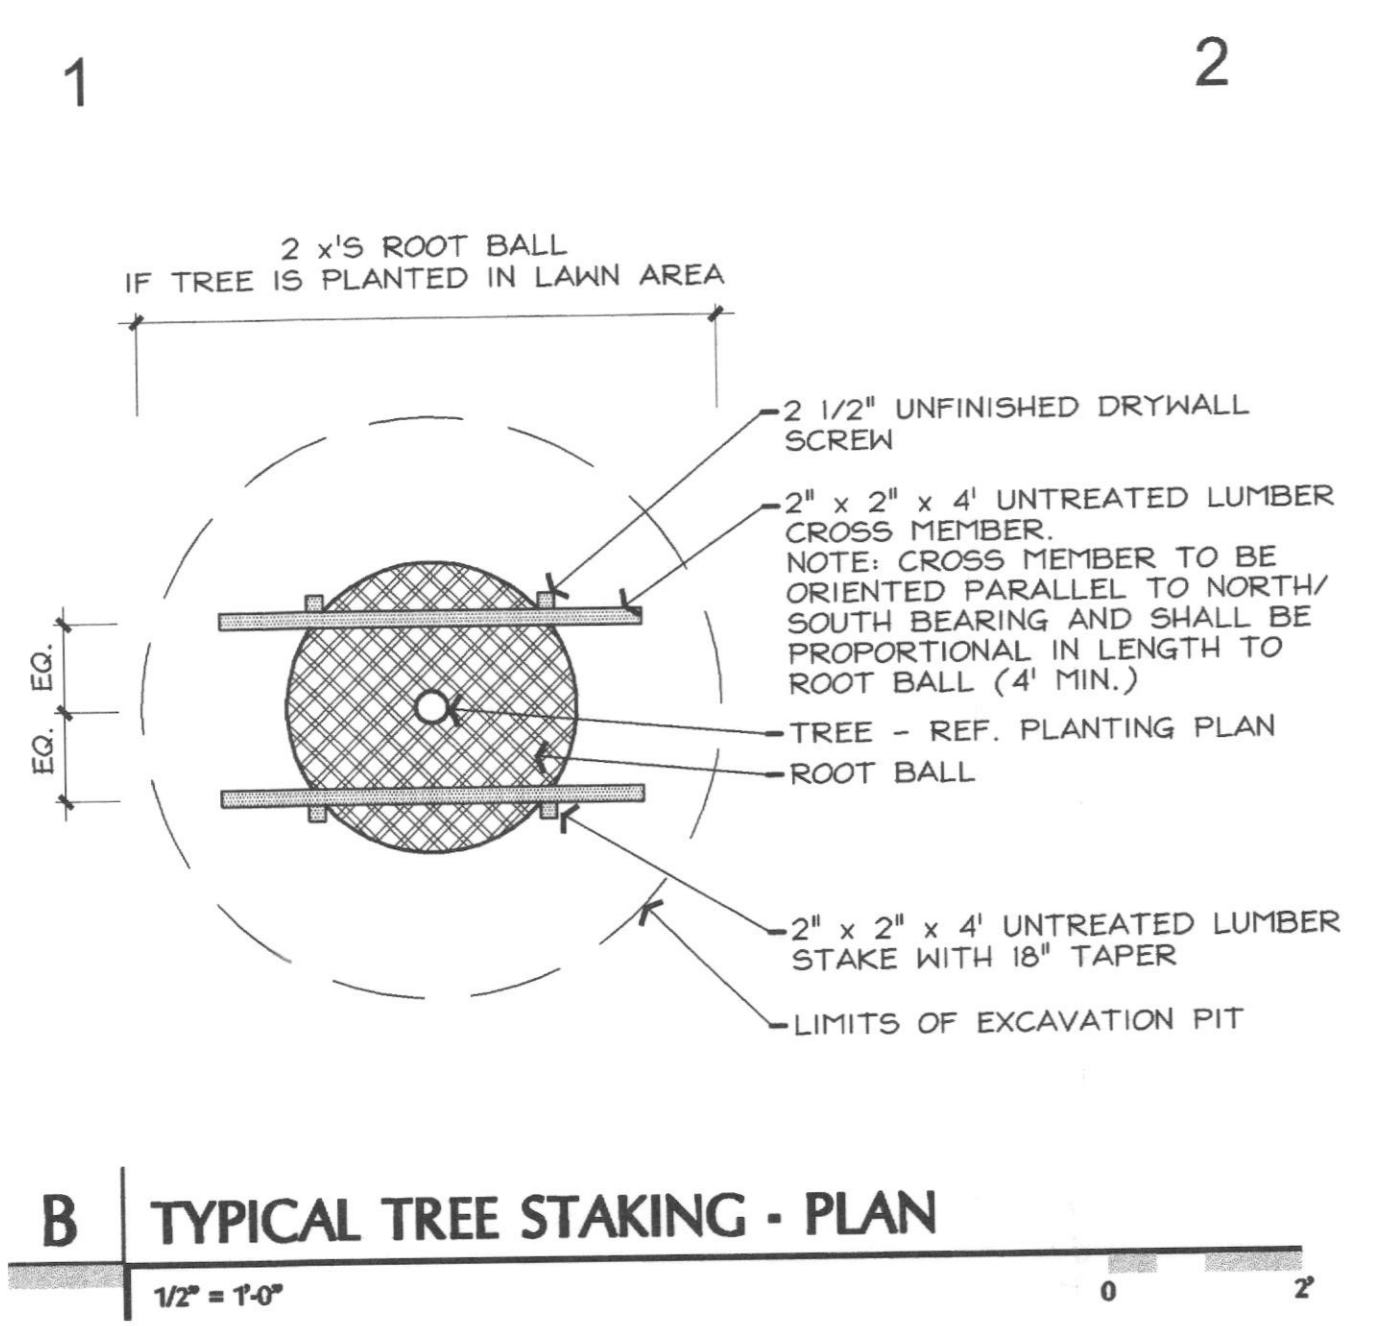 1
2
2 x'S ROOT BALL
IF TREE IS PLANTED IN LAWN AREA
2 1/2" UNFINISHED DRYWALL
SCREW
2" x 2" x 4' UNTREATED LUMBER
CROSS MEMBER.
NOTE: CROSS MEMBER TO BE
ORIENTED PARALLEL TO NORTH/
SOUTH BEARING AND SHALL BE
PROPORTIONAL IN LENGTH TO
ROOT BALL (4' MIN.)
EQ.
EQ.
TREE - REF. PLANTING PLAN
ROOT BALL
2" x 2" x 4' UNTREATED LUMBER
STAKE WITH 18" TAPER
LIMITS OF EXCAVATION PIT
B
TYPICAL TREE STAKING - PLAN
1/2" = 1'-0"
0
2'